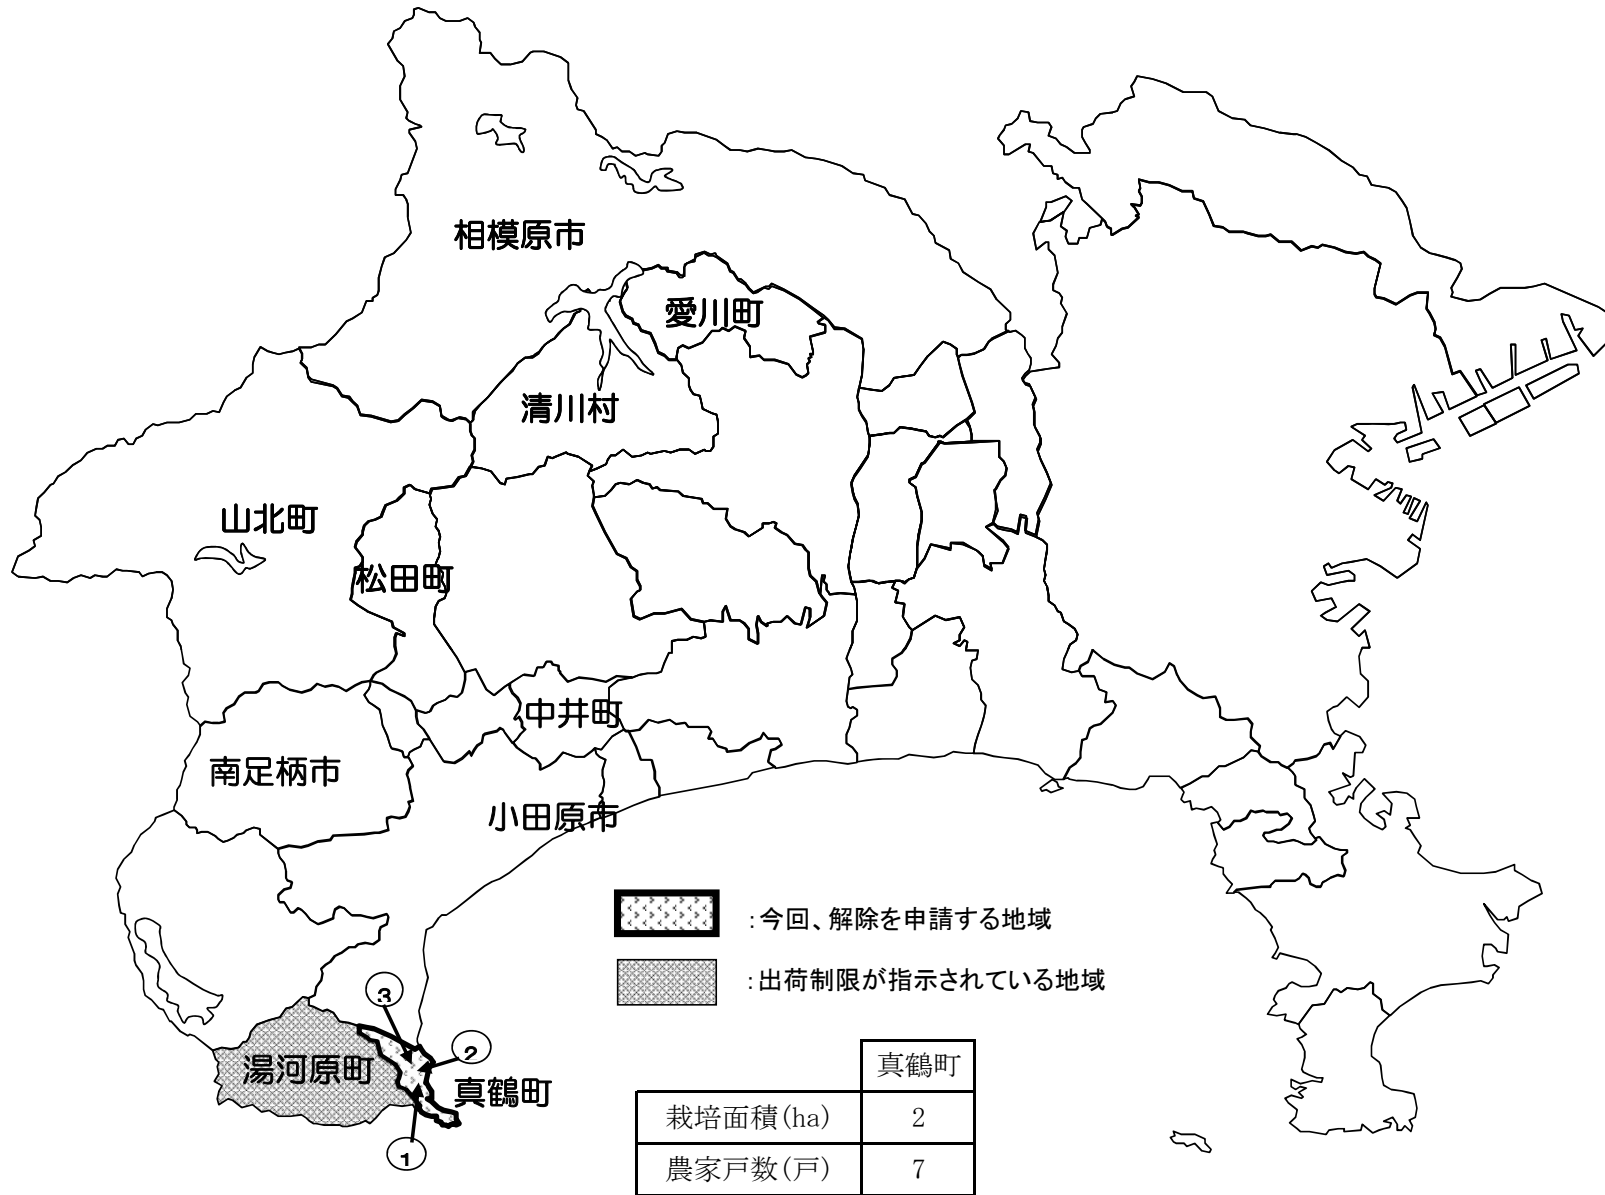 相模原市
愛川町
清川村
山北町
松田町
中井町
南足柄市
小田原市
:今回、解除を申請する地域
:出荷制限が指示されている地域
3
2
湯河原町
真鶴町
1
真鶴町
栽培面積(ha) 2
農家戸数(戸) 7